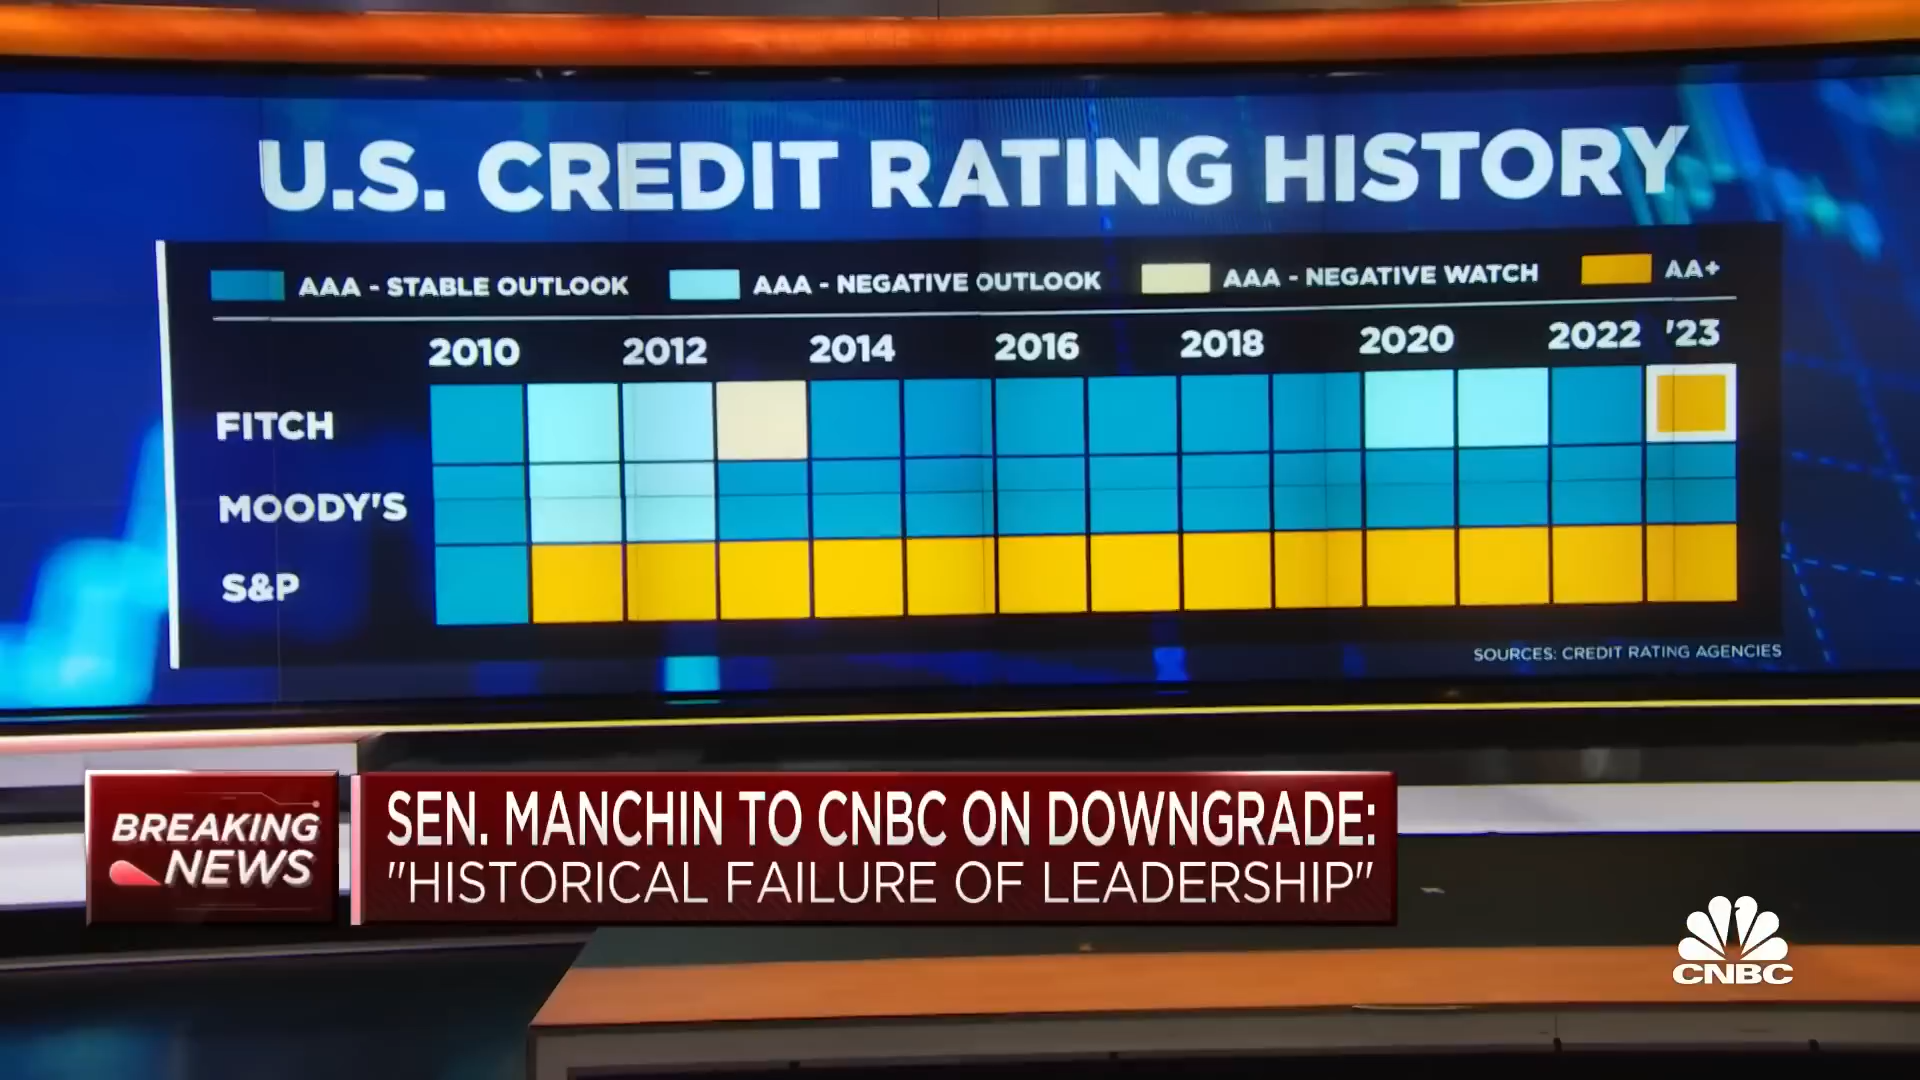 U.S. CREDIT RATING HISTORY
AAA - STABLE OUTLOOK AAA - NEGATIVE OUTLOOK AAA - NEGATIVE WATCH AA+
2010 2012 2014 2016 2018 2020 2022 '23
FITCH
MOODY'S
S&P
SOURCES: CREDIT RATING AGENCIES
BREAKING
NEWS
SEN. MANCHIN TO CNBC ON DOWNGRADE:
"HISTORICAL FAILURE OF LEADERSHIP"
CNBC